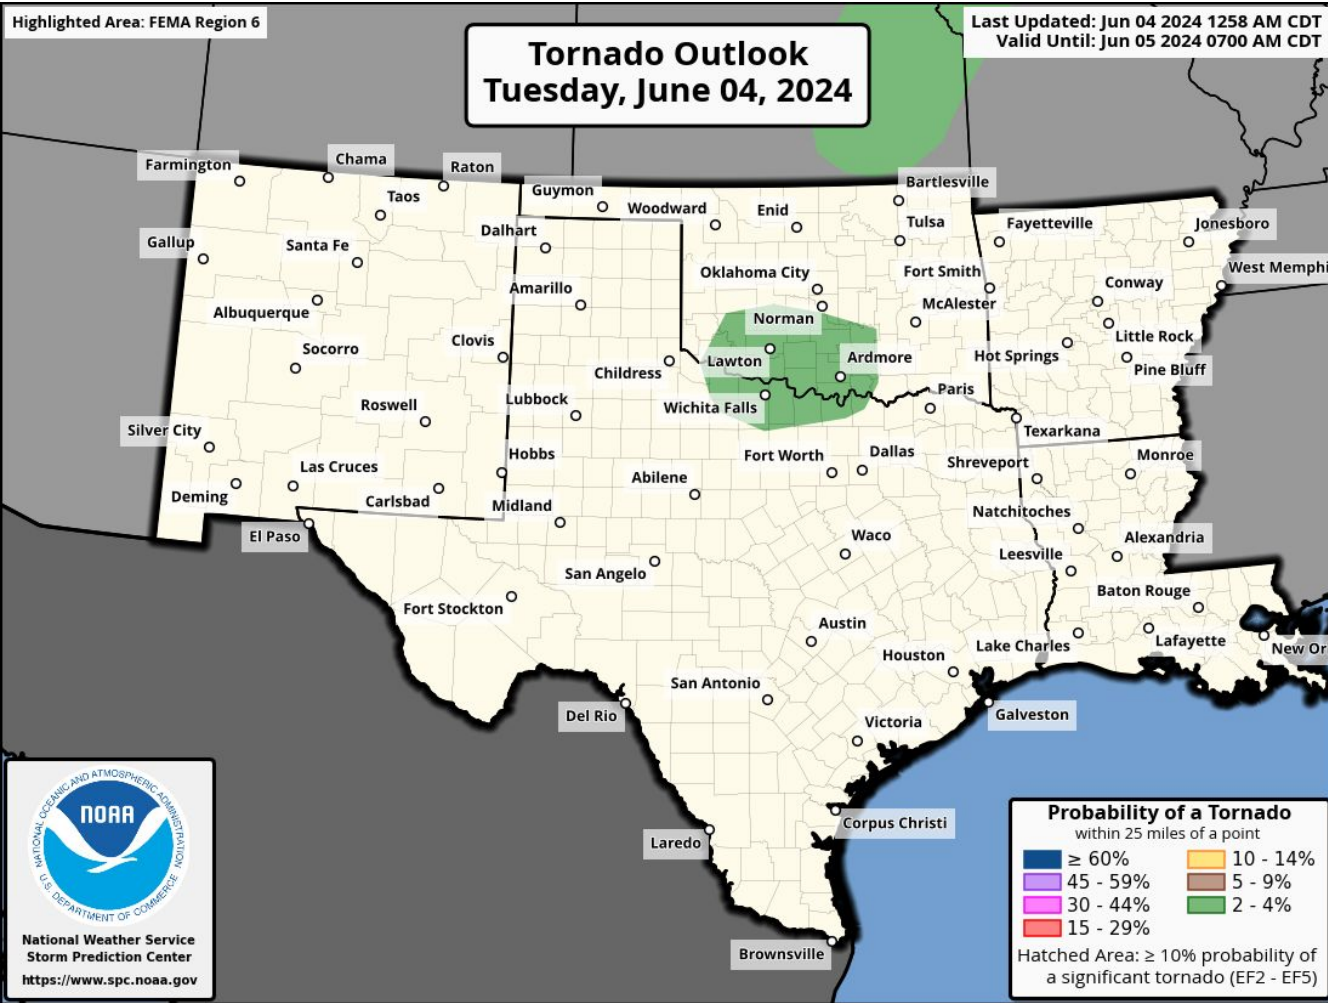 Highlighted Area: FEMA Region 6
Last Updated: Jun 04 2024 1258 AM CDT
Valid Until: Jun 05 2024 0700 AM CDT
Tornado Outlook
Tuesday, June 04, 2024
Farmington
Chama
Raton
Taos
Guymon
Woodward
Enid
Bartlesville
Tulsa
Fayetteville
Jonesboro
Gallup
Santa Fe
Dalhart
Oklahoma City
Fort Smith
West Memphi
Amarillo
Conway
Albuquerque
Norman
McAlester
Socorro
Clovis
Little Rock
Childress
Lawton
Ardmore
Hot Springs
Pine Bluff
Roswell
Lubbock
Wichita Falls
Paris
Silver City
Texarkana
Hobbs
Fort Worth
Dallas
Shreveport
Monroe
Las Cruces
Deming
Carlsbad
Midland
Abilene
Natchitoches
El Paso
Waco
Leesville
Alexandria
San Angelo
Baton Rouge
Fort Stockton
Austin
Lake Charles
Lafayette
New Or
Houston
San Antonio
Del Rio
Victoria
Galveston
Corpus Christi
Laredo
Brownsville
NATIONAL OCEANIC AND ATMOSPHERIC ADMINISTRATION
NOAA
U.S. DEPARTMENT OF COMMERCE
National Weather Service
Storm Prediction Center
https://www.spc.noaa.gov
Probability of a Tornado
within 25 miles of a point
≥ 60%
45 - 59%
30 - 44%
15 - 29%
10 - 14%
5 - 9%
2 - 4%
Hatched Area: ≥ 10% probability of
a significant tornado (EF2 - EF5)